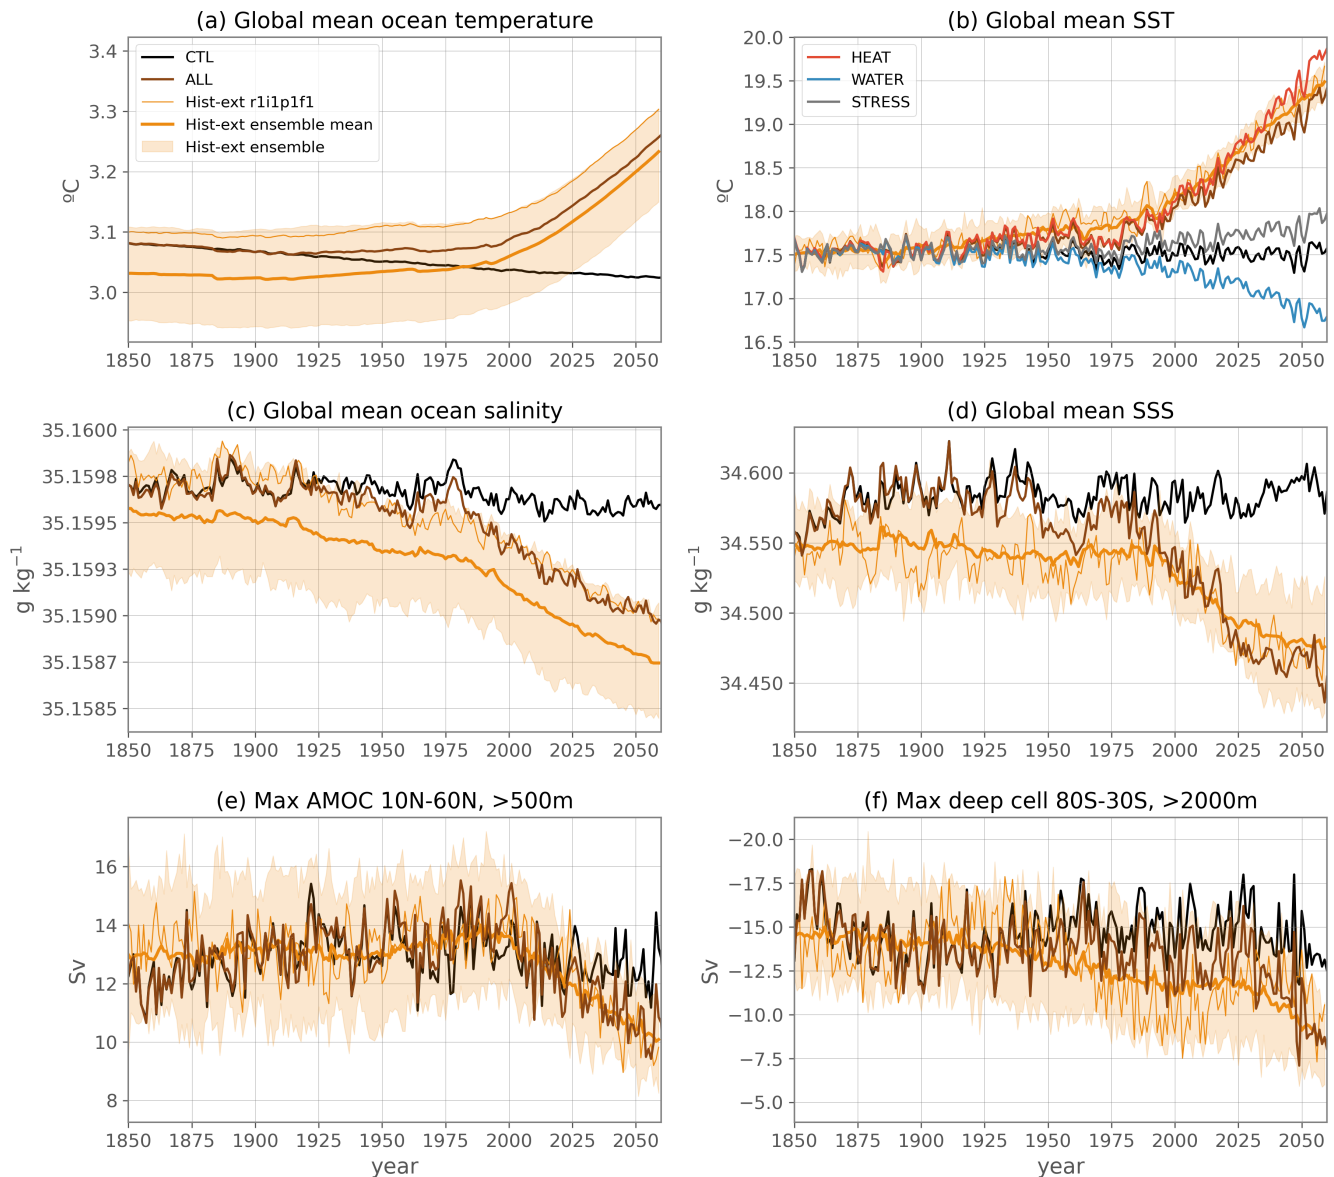 (a) Global mean ocean temperature
ºC
3.4
3.3
3.2
3.1
3.0
CTL
ALL
Hist-ext r1i1p1f1
Hist-ext ensemble mean
Hist-ext ensemble
1850 1875 1900 1925 1950 1975 2000 2025 2050
(b) Global mean SST
ºC
20.0
19.5
19.0
18.5
18.0
17.5
17.0
16.5
HEAT
WATER
STRESS
1850 1875 1900 1925 1950 1975 2000 2025 2050
(c) Global mean ocean salinity
g kg⁻¹
35.1600
35.1598
35.1595
35.1593
35.1590
35.1587
35.1585
1850 1875 1900 1925 1950 1975 2000 2025 2050
(d) Global mean SSS
g kg⁻¹
34.600
34.550
34.500
34.450
1850 1875 1900 1925 1950 1975 2000 2025 2050
(e) Max AMOC 10N-60N, >500m
Sv
16
14
12
10
8
1850 1875 1900 1925 1950 1975 2000 2025 2050
year
(f) Max deep cell 80S-30S, >2000m
Sv
−20.0
−17.5
−15.0
−12.5
−10.0
−7.5
−5.0
1850 1875 1900 1925 1950 1975 2000 2025 2050
year